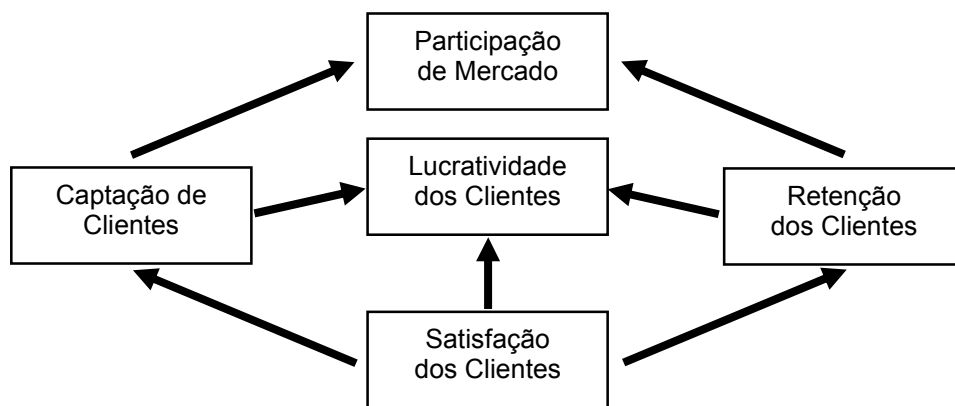 Participação
de Mercado
Lucratividade
dos Clientes
Captação de
Clientes
Retenção
dos Clientes
Satisfação
dos Clientes